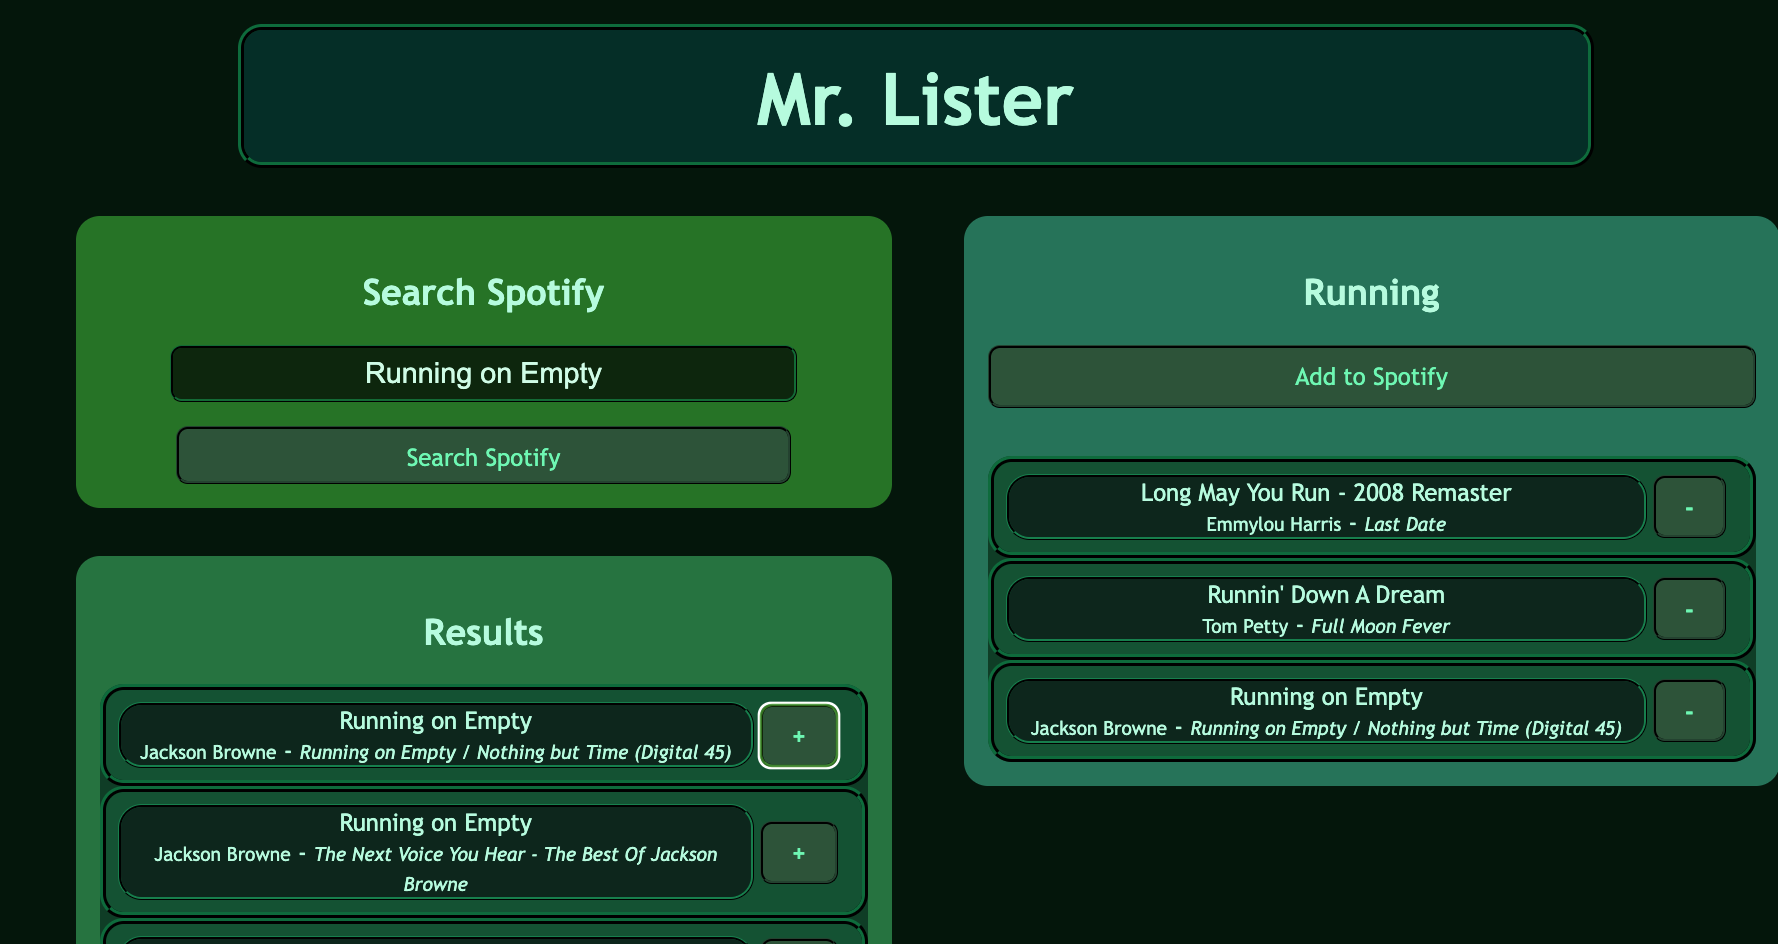 Mr. Lister
Search Spotify
Running on Empty
Search Spotify
Results
Running on Empty
Jackson Browne - Running on Empty / Nothing but Time (Digital 45)
+
Running on Empty
Jackson Browne - The Next Voice You Hear - The Best Of Jackson
Browne
+
Running
Add to Spotify
Long May You Run - 2008 Remaster
Emmylou Harris - Last Date
-
Runnin' Down A Dream
Tom Petty - Full Moon Fever
-
Running on Empty
Jackson Browne - Running on Empty / Nothing but Time (Digital 45)
-